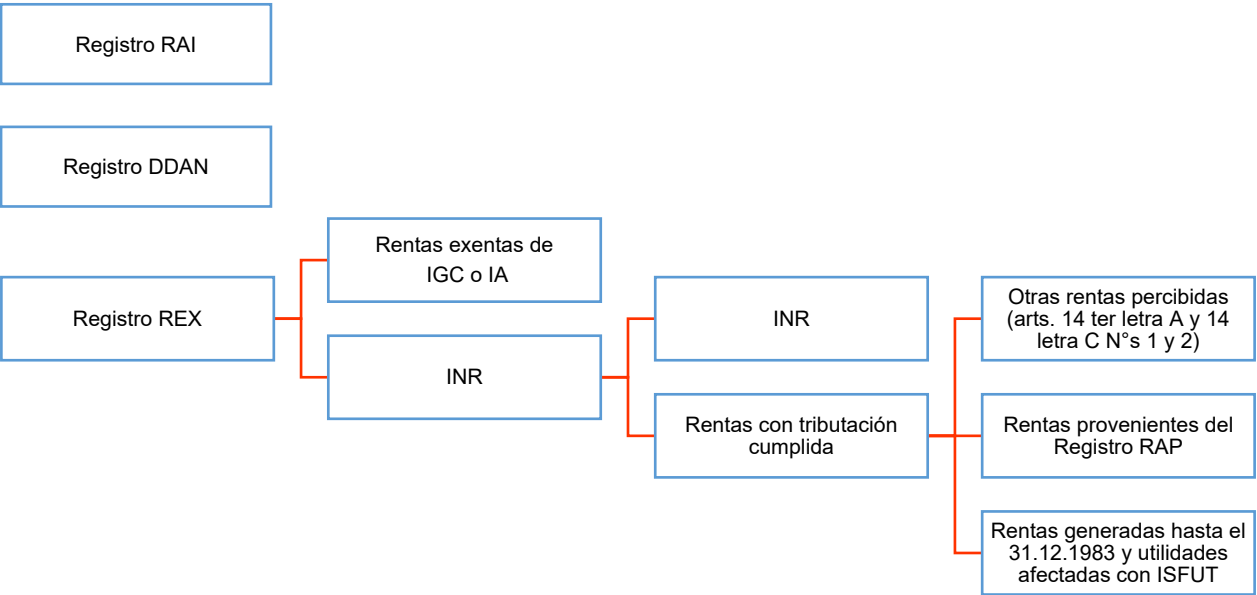 Registro RAI
Registro DDAN
Registro REX
Rentas exentas de
IGC o IA
INR
INR
Rentas con tributación
cumplida
Otras rentas percibidas
(arts. 14 ter letra A y 14
letra C N°s 1 y 2)
Rentas provenientes del
Registro RAP
Rentas generadas hasta el
31.12.1983 y utilidades
afectadas con ISFUT